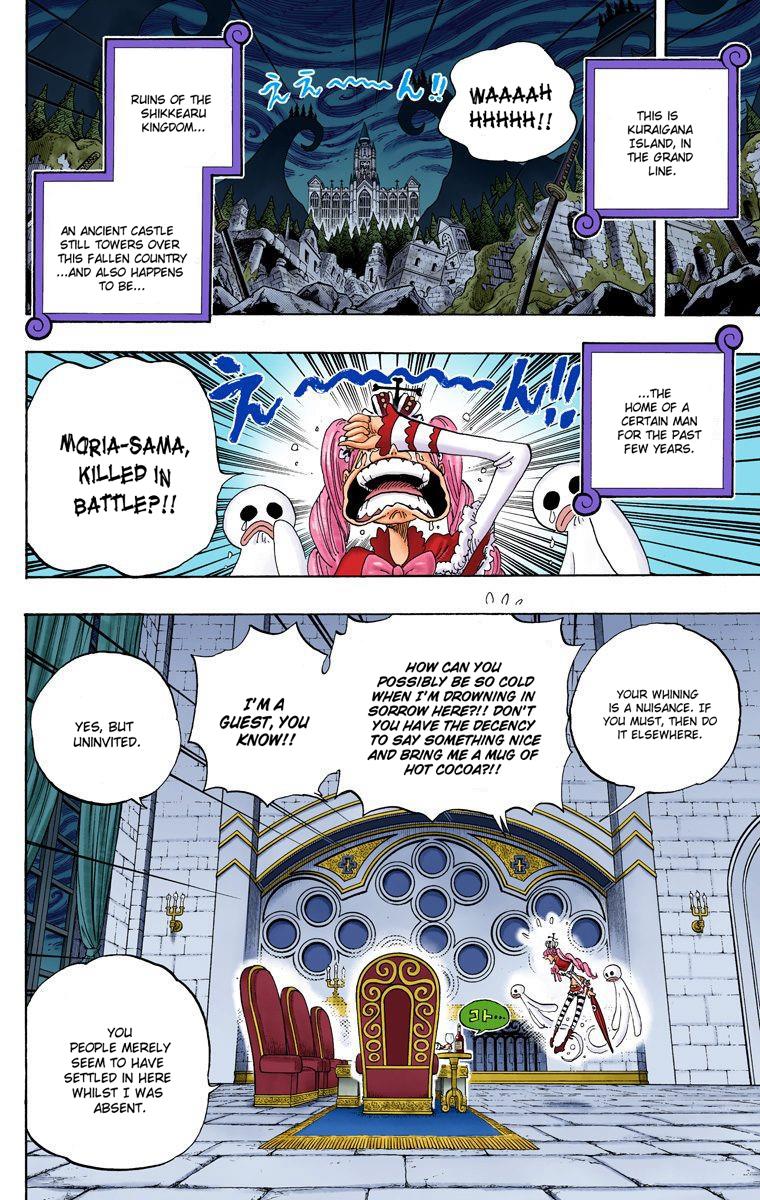 THIS IS
KURAIGANA
ISLAND, IN
THE GRAND
LINE.
WAAAAH
HHHHH!!
え
え〜〜ん!!
RUINS OF THE
SHIKKEARU
KINGDOM...
AN ANCIENT CASTLE
STILL TOWERS OVER
THIS FALLEN COUNTRY
...AND ALSO HAPPENS
TO BE...
...THE
HOME OF A
CERTAIN MAN
FOR THE PAST
FEW YEARS.
え〜〜ん!!
MORIA-SAMA,
KILLED IN
BATTLE?!!
YOUR WHINING
IS A NUISANCE. IF
YOU MUST, THEN DO
IT ELSEWHERE.
HOW CAN YOU
POSSIBLY BE SO COLD
WHEN I'M DROWNING IN
SORROW HERE?!! DON'T
YOU HAVE THE DECENCY
TO SAY SOMETHING NICE
AND BRING ME A MUG OF
HOT COCOA?!!
I'M A
GUEST, YOU
KNOW!!
YES, BUT
UNINVITED.
コト...
YOU
PEOPLE MERELY
SEEM TO HAVE
SETTLED IN HERE
WHILST I WAS
ABSENT.